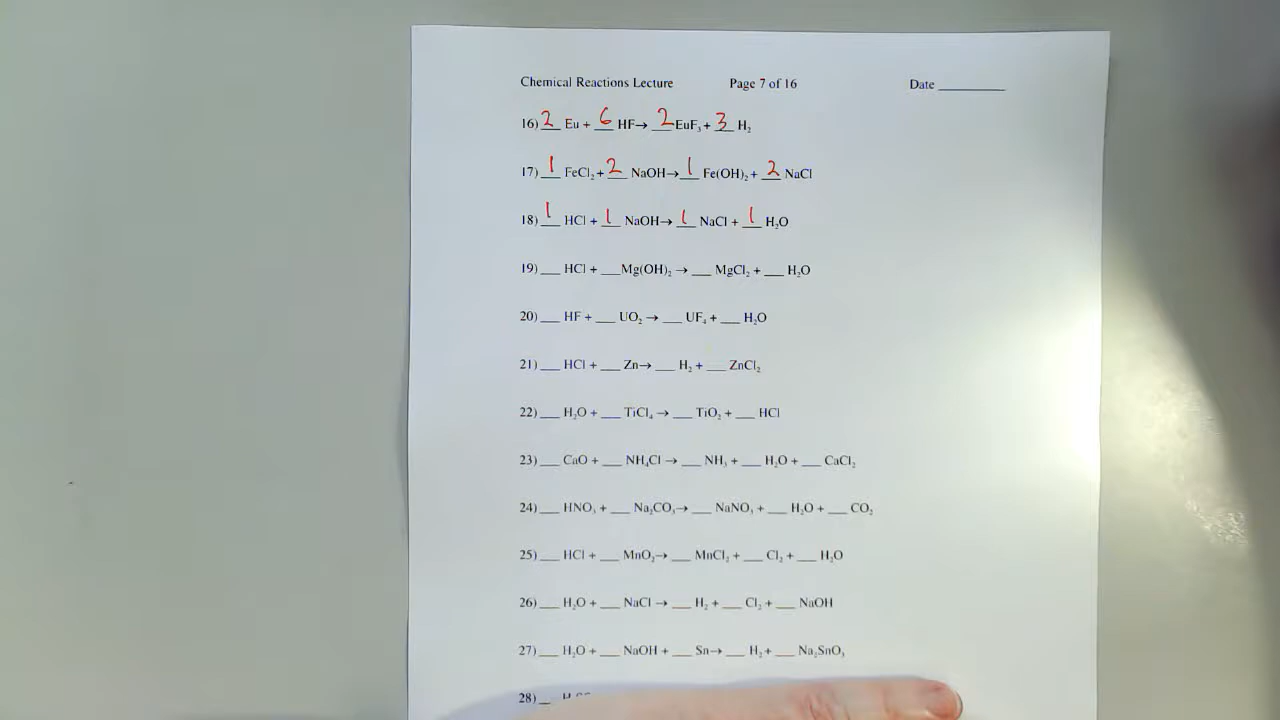 Chemical Reactions Lecture Page 7 of 16 Date ________
16) 2 Eu + 6 HF→ 2 EuF₃ + 3 H₂
17) 1 FeCl₂ + 2 NaOH→ 1 Fe(OH)₂ + 2 NaCl
18) 1 HCl + 1 NaOH→ 1 NaCl + 1 H₂O
19) ___ HCl + ___ Mg(OH)₂ → ___ MgCl₂ + ___ H₂O
20) ___ HF + ___ UO₂ → ___ UF₄ + ___ H₂O
21) ___ HCl + ___ Zn→ ___ H₂ + ___ ZnCl₂
22) ___ H₂O + ___ TiCl₄ → ___ TiO₂ + ___ HCl
23) ___ CaO + ___ NH₄Cl → ___ NH₃ + ___ H₂O + ___ CaCl₂
24) ___ HNO₃ + ___ Na₂CO₃→ ___ NaNO₃ + ___ H₂O + ___ CO₂
25) ___ HCl + ___ MnO₂→ ___ MnCl₂ + ___ Cl₂ + ___ H₂O
26) ___ H₂O + ___ NaCl → ___ H₂ + ___ Cl₂ + ___ NaOH
27) ___ H₂O + ___ NaOH + ___ Sn→ ___ H₂ + ___ Na₂SnO₃
28) __